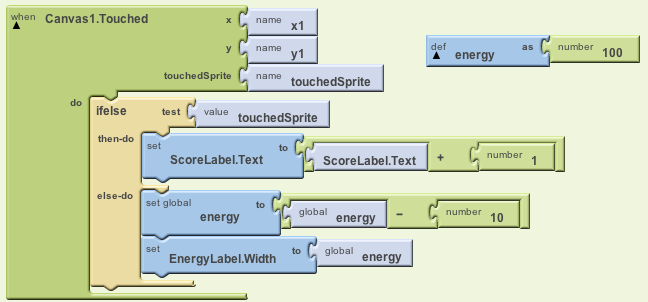 when Canvas1.Touched x name x1
y name y1
touchedSprite name touchedSprite
def energy as number 100
do ifelse test value touchedSprite
then-do set ScoreLabel.Text to ScoreLabel.Text + number 1
else-do set global energy to global energy - number 10
set EnergyLabel.Width to global energy